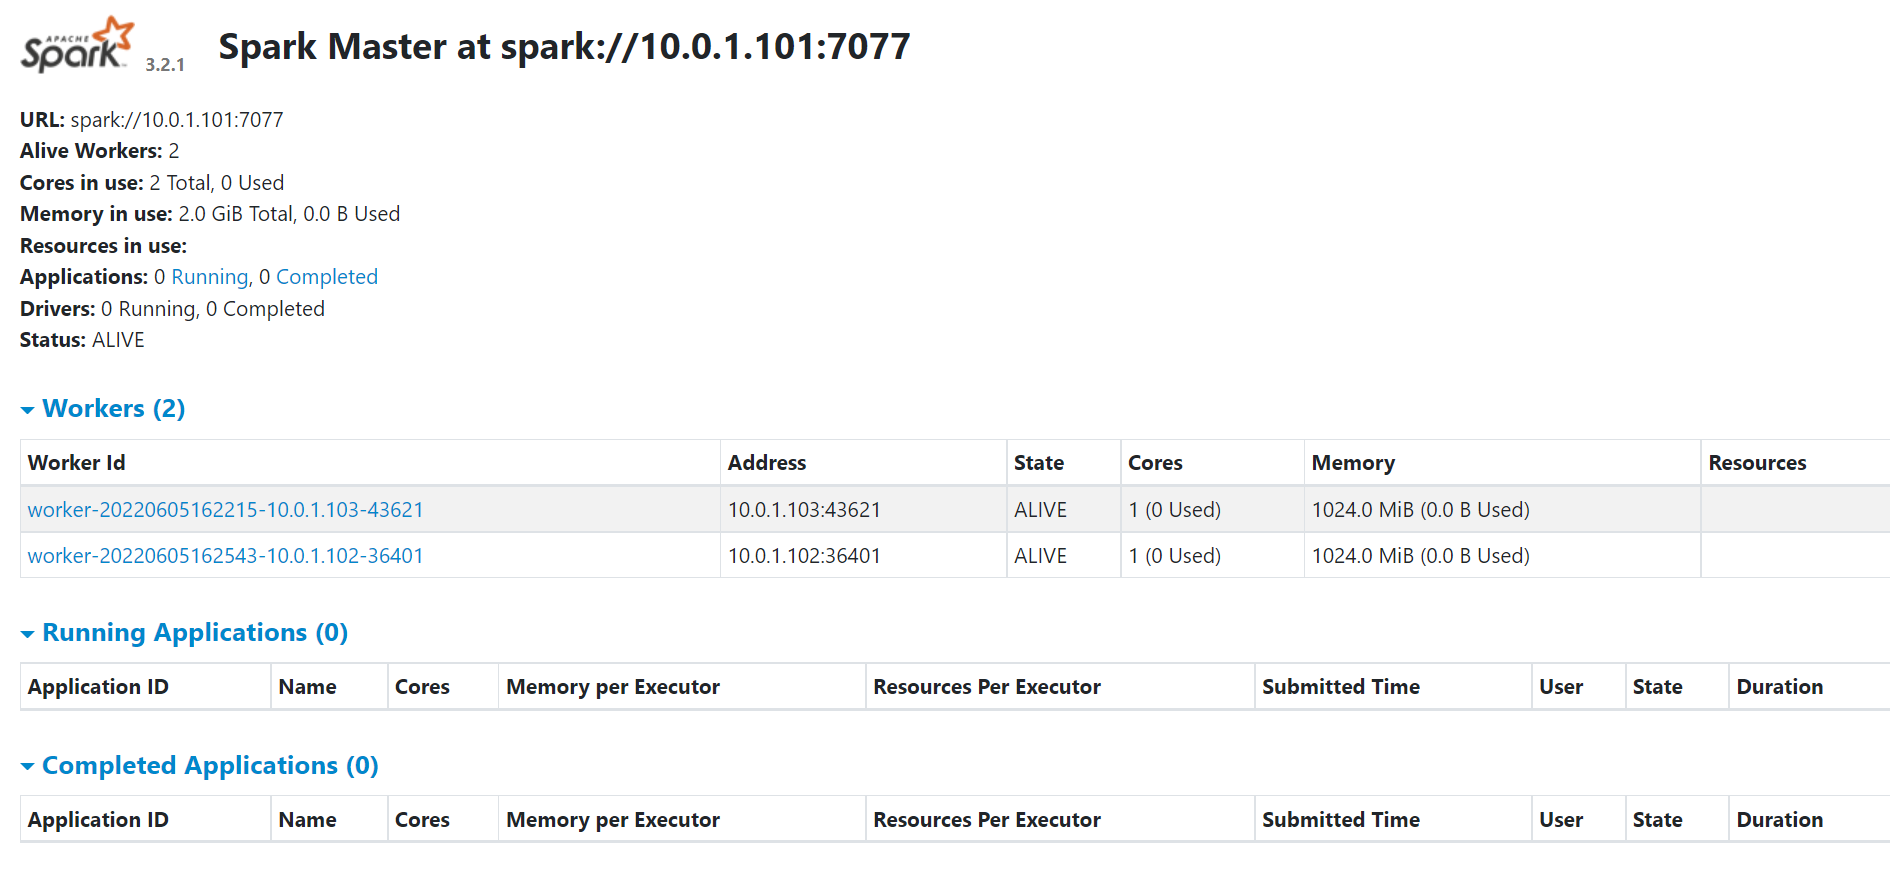 APACHE
Spark™ 3.2.1 Spark Master at spark://10.0.1.101:7077
URL: spark://10.0.1.101:7077
Alive Workers: 2
Cores in use: 2 Total, 0 Used
Memory in use: 2.0 GiB Total, 0.0 B Used
Resources in use:
Applications: 0 Running, 0 Completed
Drivers: 0 Running, 0 Completed
Status: ALIVE
Workers (2)
Worker Id Address State Cores Memory Resources
worker-20220605162215-10.0.1.103-43621 10.0.1.103:43621 ALIVE 1 (0 Used) 1024.0 MiB (0.0 B Used)
worker-20220605162543-10.0.1.102-36401 10.0.1.102:36401 ALIVE 1 (0 Used) 1024.0 MiB (0.0 B Used)
Running Applications (0)
Application ID Name Cores Memory per Executor Resources Per Executor Submitted Time User State Duration
Completed Applications (0)
Application ID Name Cores Memory per Executor Resources Per Executor Submitted Time User State Duration